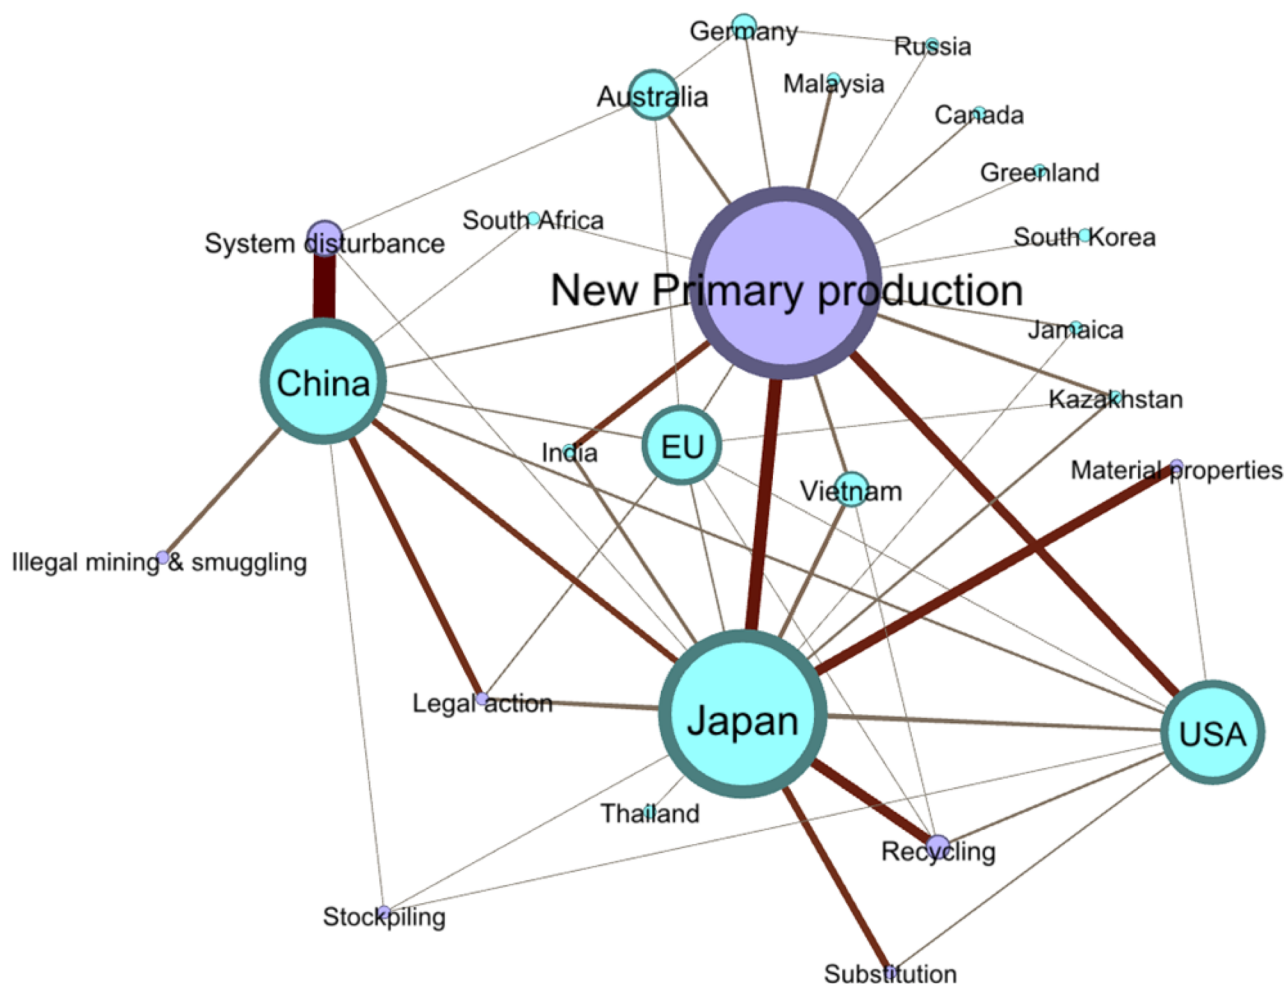 Germany
Russia
Malaysia
Australia
Canada
Greenland
South Africa
South Korea
System disturbance
New Primary production
Jamaica
China
Kazakhstan
EU
India
Material properties
Vietnam
Illegal mining & smuggling
Legal action
Japan
USA
Thailand
Recycling
Stockpiling
Substitution